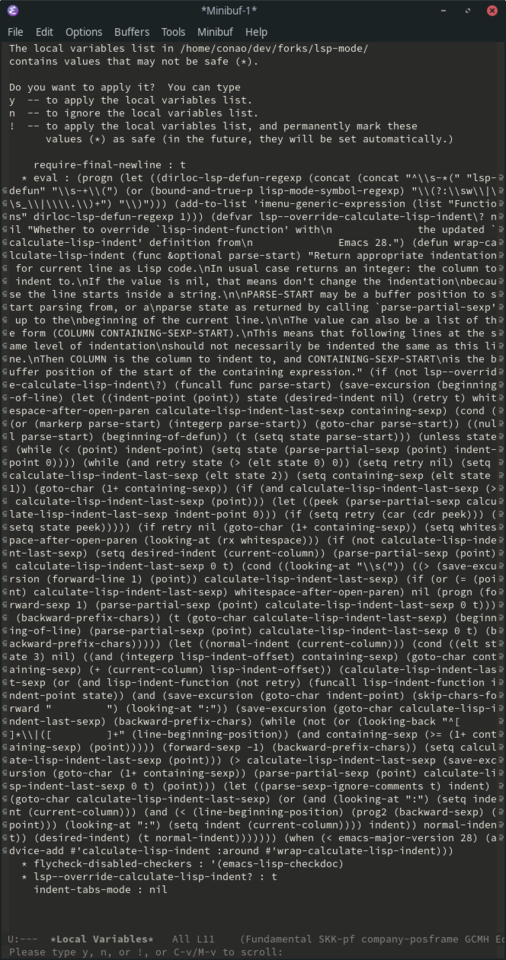 *Minibuf-1*
File Edit Options Buffers Tools Minibuf Help
The local variables list in /home/conao/dev/forks/lsp-mode/
contains values that may not be safe (*).
Do you want to apply it?  You can type
y  -- to apply the local variables list.
n  -- to ignore the local variables list.
!  -- to apply the local variables list, and permanently mark these
      values (*) as safe (in the future, they will be set automatically.)
    require-final-newline : t
  * eval : (progn (let ((dirloc-lsp-defun-regexp (concat (concat "^\\s-*(" "lsp-
defun" "\\s-+\\(") (or (bound-and-true-p lisp-mode-symbol-regexp) "\\(?:\\sw\\|\
\s_\\|\\\\.\\)+") "\\)"))) (add-to-list 'imenu-generic-expression (list "Functio
ns" dirloc-lsp-defun-regexp 1))) (defvar lsp--override-calculate-lisp-indent\? n
il "Whether to override `lisp-indent-function' with\n              the updated `
calculate-lisp-indent' definition from\n              Emacs 28.") (defun wrap-ca
lculate-lisp-indent (func &optional parse-start) "Return appropriate indentation
 for current line as Lisp code.\nIn usual case returns an integer: the column to
 indent to.\nIf the value is nil, that means don't change the indentation\nbecau
se the line starts inside a string.\n\nPARSE-START may be a buffer position to s
tart parsing from, or a\nparse state as returned by calling `parse-partial-sexp'
 up to the\nbeginning of the current line.\n\nThe value can also be a list of th
e form (COLUMN CONTAINING-SEXP-START).\nThis means that following lines at the s
ame level of indentation\nshould not necessarily be indented the same as this li
ne.\nThen COLUMN is the column to indent to, and CONTAINING-SEXP-START\nis the b
uffer position of the start of the containing expression." (if (not lsp--overrid
e-calculate-lisp-indent\?) (funcall func parse-start) (save-excursion (beginning
-of-line) (let ((indent-point (point)) state (desired-indent nil) (retry t) whit
espace-after-open-paren calculate-lisp-indent-last-sexp containing-sexp) (cond (
(or (markerp parse-start) (integerp parse-start)) (goto-char parse-start)) ((nul
l parse-start) (beginning-of-defun)) (t (setq state parse-start))) (unless state
 (while (< (point) indent-point) (setq state (parse-partial-sexp (point) indent-
point 0)))) (while (and retry state (> (elt state 0) 0)) (setq retry nil) (setq
calculate-lisp-indent-last-sexp (elt state 2)) (setq containing-sexp (elt state
1)) (goto-char (1+ containing-sexp)) (if (and calculate-lisp-indent-last-sexp (>
 calculate-lisp-indent-last-sexp (point))) (let ((peek (parse-partial-sexp calcu
late-lisp-indent-last-sexp indent-point 0))) (if (setq retry (car (cdr peek))) (
setq state peek))))) (if retry nil (goto-char (1+ containing-sexp)) (setq whites
pace-after-open-paren (looking-at (rx whitespace))) (if (not calculate-lisp-inde
nt-last-sexp) (setq desired-indent (current-column)) (parse-partial-sexp (point)
 calculate-lisp-indent-last-sexp 0 t) (cond ((looking-at "\\s(")) ((> (save-excu
rsion (forward-line 1) (point)) calculate-lisp-indent-last-sexp) (if (or (= (poi
nt) calculate-lisp-indent-last-sexp) whitespace-after-open-paren) nil (progn (fo
rward-sexp 1) (parse-partial-sexp (point) calculate-lisp-indent-last-sexp 0 t)))
 (backward-prefix-chars)) (t (goto-char calculate-lisp-indent-last-sexp) (beginn
ing-of-line) (parse-partial-sexp (point) calculate-lisp-indent-last-sexp 0 t) (b
ackward-prefix-chars))))) (let ((normal-indent (current-column))) (cond ((elt st
ate 3) nil) ((and (integerp lisp-indent-offset) containing-sexp) (goto-char cont
aining-sexp) (+ (current-column) lisp-indent-offset)) (calculate-lisp-indent-las
t-sexp (or (and lisp-indent-function (not retry) (funcall lisp-indent-function i
ndent-point state)) (and (save-excursion (goto-char indent-point) (skip-chars-fo
rward "         ") (looking-at ":")) (save-excursion (goto-char calculate-lisp-i
ndent-last-sexp) (backward-prefix-chars) (while (not (or (looking-back "^[      
]*\\|([         ]+" (line-beginning-position)) (and containing-sexp (>= (1+ cont
aining-sexp) (point))))) (forward-sexp -1) (backward-prefix-chars)) (setq calcul
ate-lisp-indent-last-sexp (point))) (> calculate-lisp-indent-last-sexp (save-exc
ursion (goto-char (1+ containing-sexp)) (parse-partial-sexp (point) calculate-li
sp-indent-last-sexp 0 t) (point))) (let ((parse-sexp-ignore-comments t) indent)
(goto-char calculate-lisp-indent-last-sexp) (or (and (looking-at ":") (setq inde
nt (current-column))) (and (< (line-beginning-position) (prog2 (backward-sexp) (
point))) (looking-at ":") (setq indent (current-column)))) indent)) normal-inden
t)) (desired-indent) (t normal-indent))))))) (when (< emacs-major-version 28) (a
dvice-add #'calculate-lisp-indent :around #'wrap-calculate-lisp-indent)))
  * flycheck-disabled-checkers : '(emacs-lisp-checkdoc)
  * lsp--override-calculate-lisp-indent? : t
    indent-tabs-mode : nil
U:---  *Local Variables*   All L11    (Fundamental SKK-pf company-posframe GCMH Ed
Please type y, n, or !, or C-v/M-v to scroll: